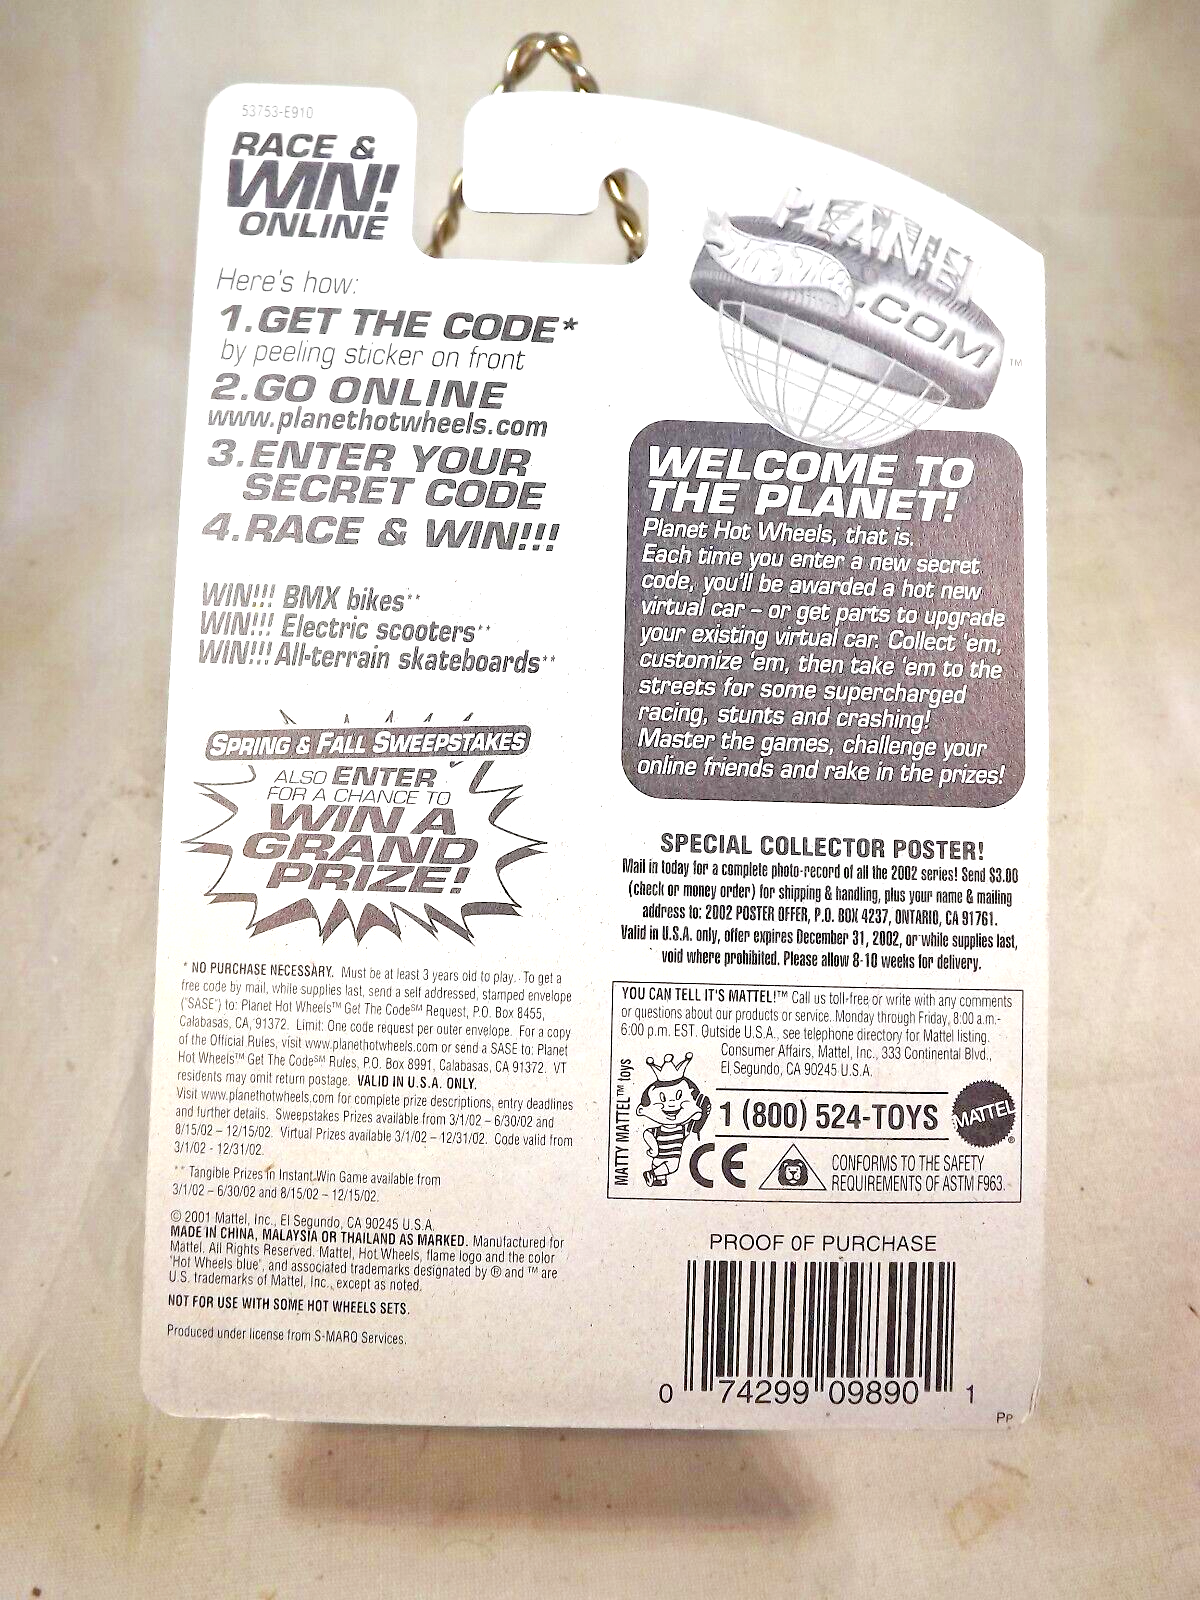 53753-E910
RACE &
WIN!
ONLINE
Here's how:
1.GET THE CODE*
by peeling sticker on front
2.GO ONLINE
www.planethotwheels.com
3.ENTER YOUR
SECRET CODE
4.RACE & WIN!!!
WIN!!! BMX bikes**
WIN!!! Electric scooters**
WIN!!! All-terrain skateboards**
SPRING & FALL SWEEPSTAKES
ALSO ENTER
FOR A CHANCE TO
WIN A
GRAND
PRIZE!
* NO PURCHASE NECESSARY. Must be at least 3 years old to play. To get a
free code by mail, while supplies last, send a self addressed, stamped envelope
("SASE") to: Planet Hot Wheels™ Get The Code℠ Request, P.O. Box 8455,
Calabasas, CA, 91372. Limit: One code request per outer envelope. For a copy
of the Official Rules, visit www.planethotwheels.com or send a SASE to: Planet
Hot Wheels™ Get The Code℠ Rules, P.O. Box 8991, Calabasas, CA 91372. VT
residents may omit return postage. VALID IN U.S.A. ONLY.
Visit www.planethotwheels.com for complete prize descriptions, entry deadlines
and further details. Sweepstakes Prizes available from 3/1/02 – 6/30/02 and
8/15/02 – 12/15/02. Virtual Prizes available 3/1/02 – 12/31/02. Code valid from
3/1/02 - 12/31/02.
** Tangible Prizes in Instant Win Game available from
3/1/02 – 6/30/02 and 8/15/02 – 12/15/02.
© 2001 Mattel, Inc., El Segundo, CA 90245 U.S.A.
MADE IN CHINA, MALAYSIA OR THAILAND AS MARKED. Manufactured for
Mattel. All Rights Reserved. Mattel, Hot Wheels, flame logo and the color
'Hot Wheels blue', and associated trademarks designated by ® and ™ are
U.S. trademarks of Mattel, Inc., except as noted.
NOT FOR USE WITH SOME HOT WHEELS SETS.
Produced under license from S-MARQ Services.
PLANET
HOT WHEELS
.COM
™
WELCOME TO
THE PLANET!
Planet Hot Wheels, that is.
Each time you enter a new secret
code, you'll be awarded a hot new
virtual car – or get parts to upgrade
your existing virtual car. Collect 'em,
customize 'em, then take 'em to the
streets for some supercharged
racing, stunts and crashing!
Master the games, challenge your
online friends and rake in the prizes!
SPECIAL COLLECTOR POSTER!
Mail in today for a complete photo-record of all the 2002 series! Send $3.00
(check or money order) for shipping & handling, plus your name & mailing
address to: 2002 POSTER OFFER, P.O. BOX 4237, ONTARIO, CA 91761.
Valid in U.S.A. only, offer expires December 31, 2002, or while supplies last,
void where prohibited. Please allow 8-10 weeks for delivery.
YOU CAN TELL IT'S MATTEL!™ Call us toll-free or write with any comments
or questions about our products or service. Monday through Friday, 8:00 a.m.-
6:00 p.m. EST. Outside U.S.A., see telephone directory for Mattel listing.
Consumer Affairs, Mattel, Inc., 333 Continental Blvd.,
El Segundo, CA 90245 U.S.A.
MATTY MATTEL™ toys
1 (800) 524-TOYS
MATTEL®
CE
CONFORMS TO THE SAFETY
REQUIREMENTS OF ASTM F963.
PROOF OF PURCHASE
0 74299 09890 1
PP